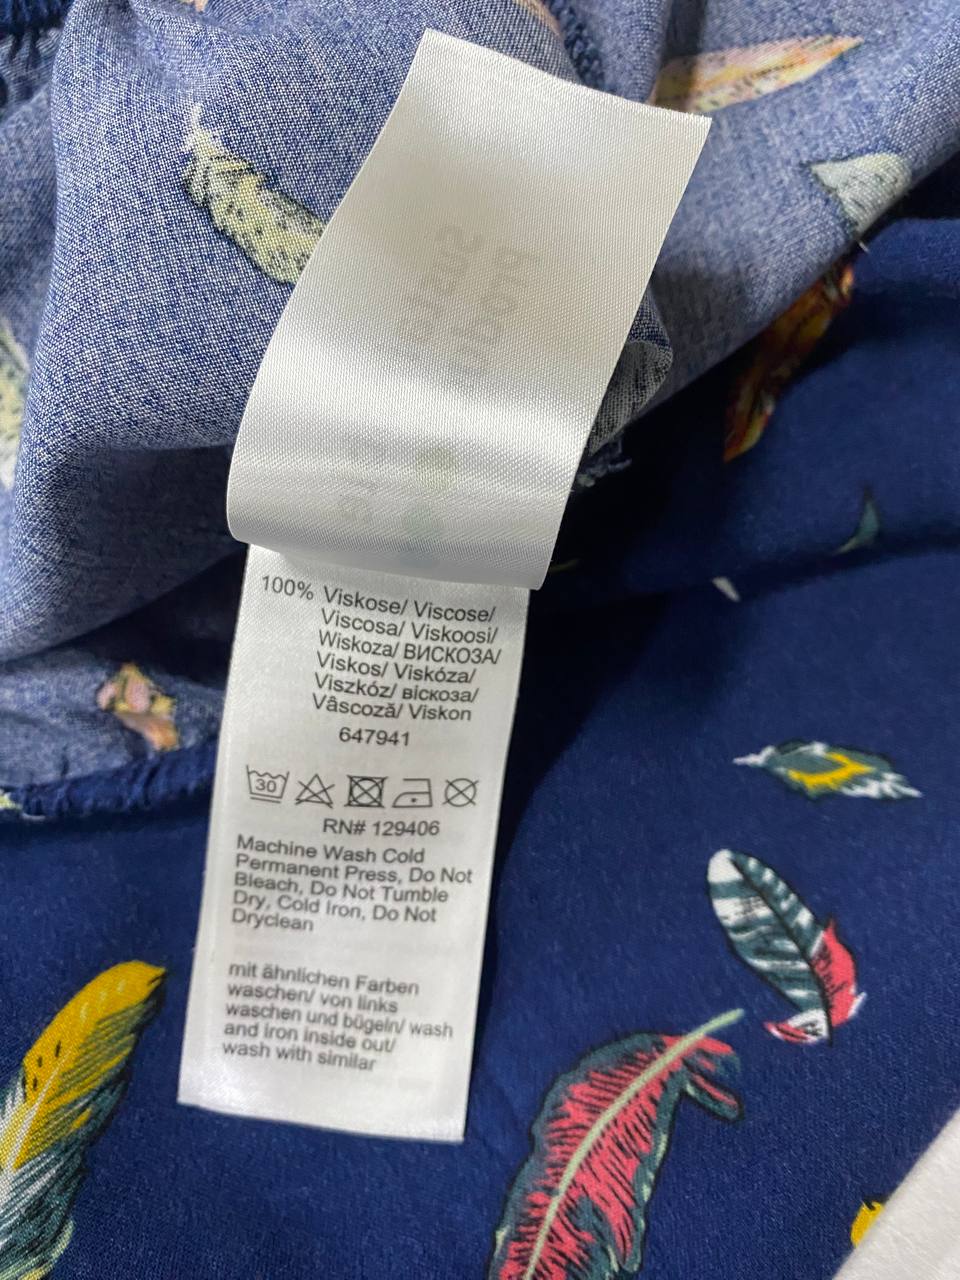 100% Viskose/ Viscose/
Viscosa/ Viskoosi/
Wiskoza/ ВИСКОЗА/
Viskos/ Viskóza/
Viszkóz/ віскоза/
Vâscoză/ Viskon
647941
30
RN# 129406
Machine Wash Cold
Permanent Press, Do Not
Bleach, Do Not Tumble
Dry, Cold Iron, Do Not
Dryclean
mit ähnlichen Farben
waschen/ von links
waschen und bügeln/ wash
and iron inside out/
wash with similar